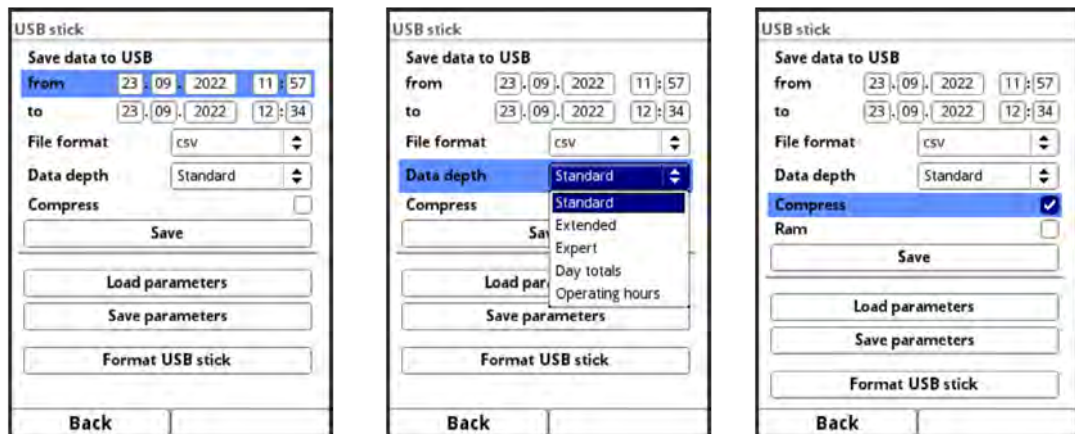 USB stick
Save data to USB
from 23 . 09 . 2022 11 : 57
to 23 . 09 . 2022 12 : 34
File format csv
Data depth Standard
Compress
Save
Load parameters
Save parameters
Format USB stick
Back
USB stick
Save data to USB
from 23 . 09 . 2022 11 : 57
to 23 . 09 . 2022 12 : 34
File format csv
Data depth Standard
Standard
Compress
Extended
Sav
Expert
Day totals
Load par
Operating hours
Save parameters
Format USB stick
Back
USB stick
Save data to USB
from 23 . 09 . 2022 11 : 57
to 23 . 09 . 2022 12 : 34
File format csv
Data depth Standard
Compress
Ram
Save
Load parameters
Save parameters
Format USB stick
Back